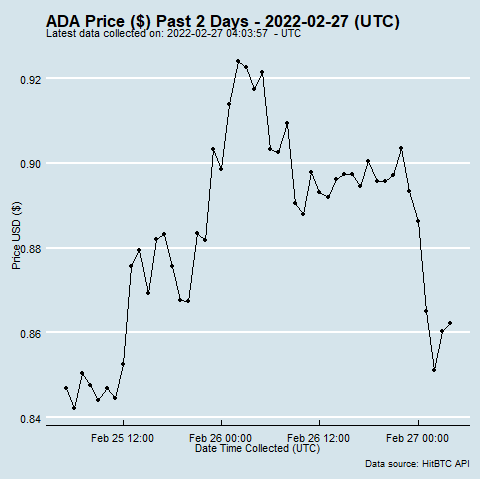 ADA Price ($) Past 2 Days - 2022-02-27 (UTC)
Latest data collected on: 2022-02-27 04:03:57 - UTC
Price USD ($)
0.92
0.90
0.88
0.86
0.84
Feb 25 12:00 Feb 26 00:00 Feb 26 12:00 Feb 27 00:00
Date Time Collected (UTC)
Data source: HitBTC API